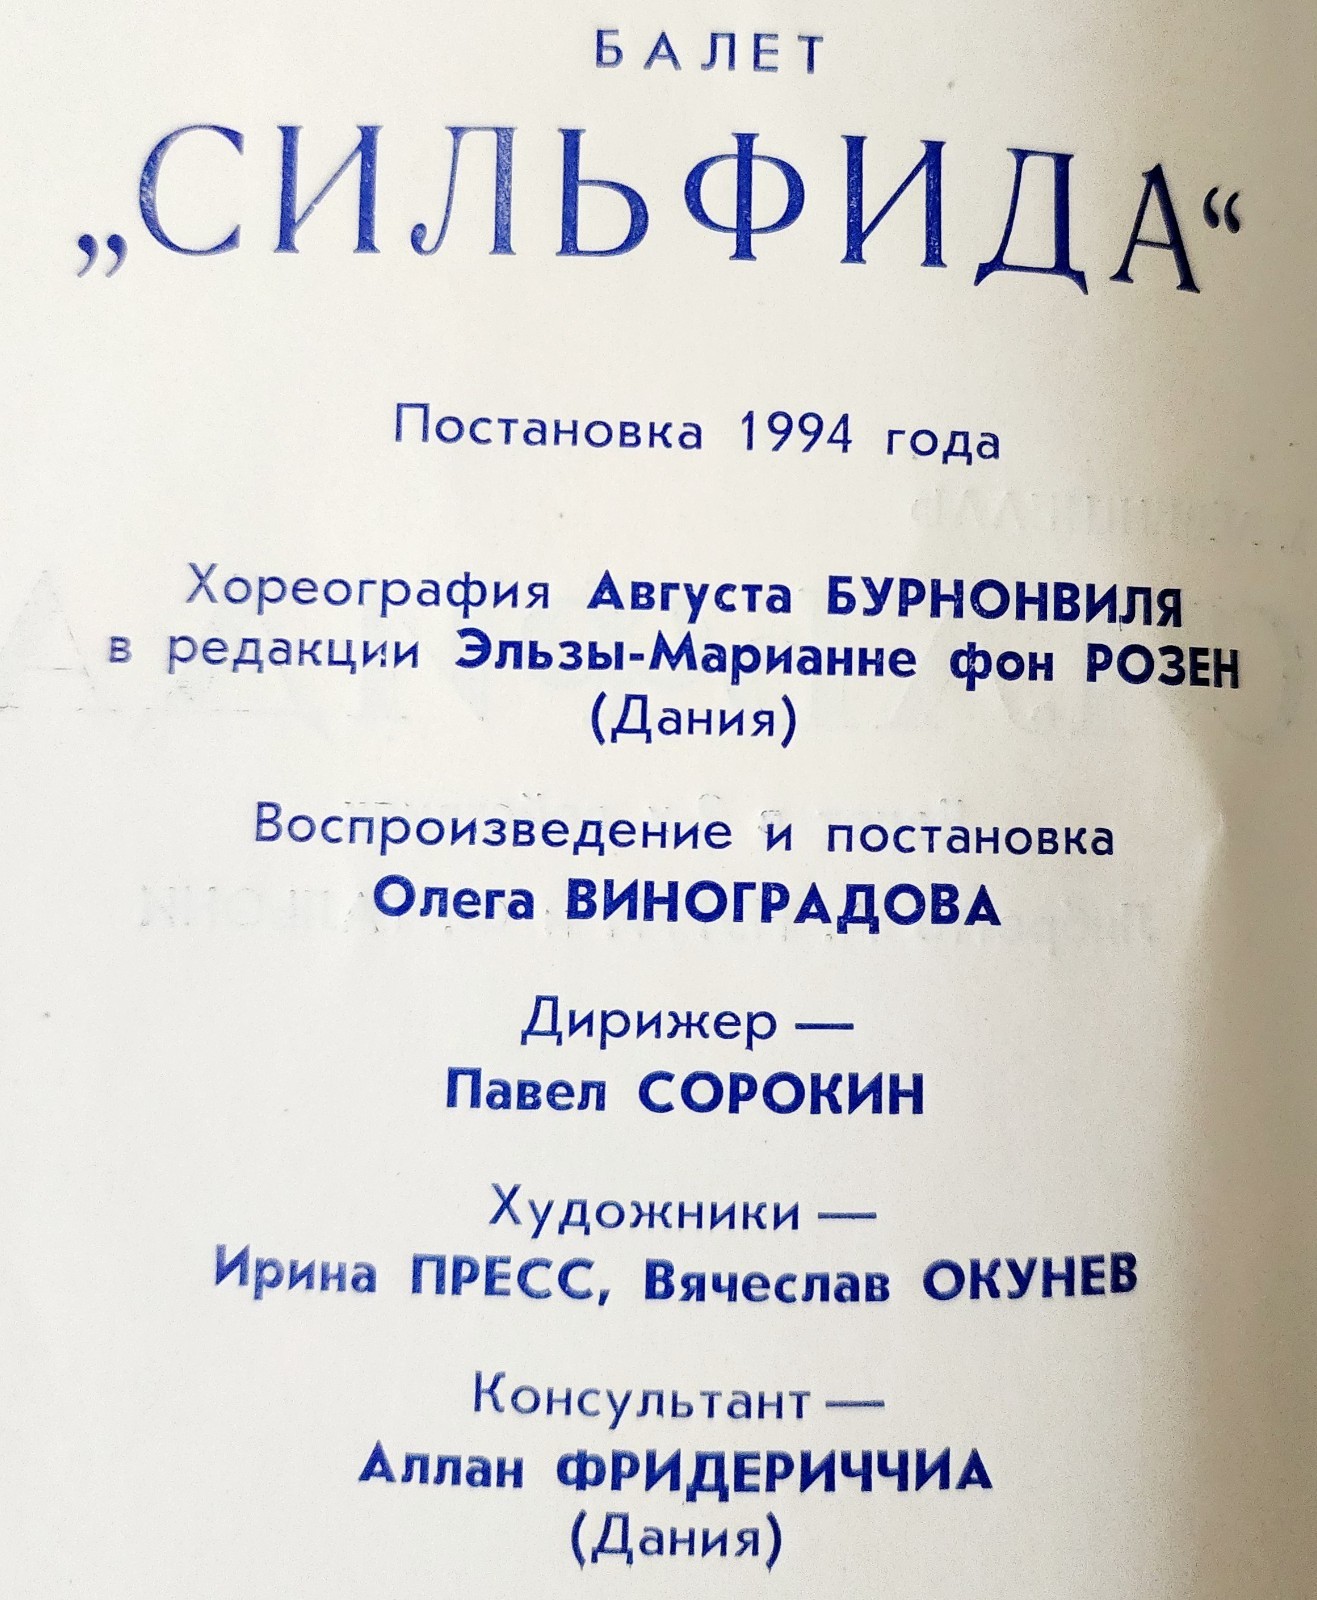 БАЛЕТ
„СИЛЬФИДА“
Постановка 1994 года
Хореография Августа БУРНОНВИЛЯ
в редакции Эльзы-Марианне фон РОЗЕН
(Дания)
Воспроизведение и постановка
Олега ВИНОГРАДОВА
Дирижер —
Павел СОРОКИН
Художники —
Ирина ПРЕСС, Вячеслав ОКУНЕВ
Консультант —
Аллан ФРИДЕРИЧЧИА
(Дания)